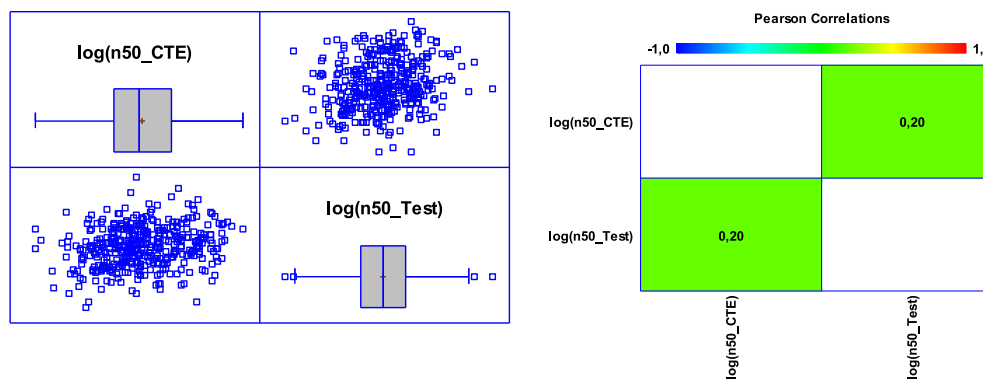 log(n50_CTE)
log(n50_Test)
Pearson Correlations
-1,0
1,
log(n50_CTE)
0,20
log(n50_Test)
0,20
log(n50_CTE)
log(n50_Test)